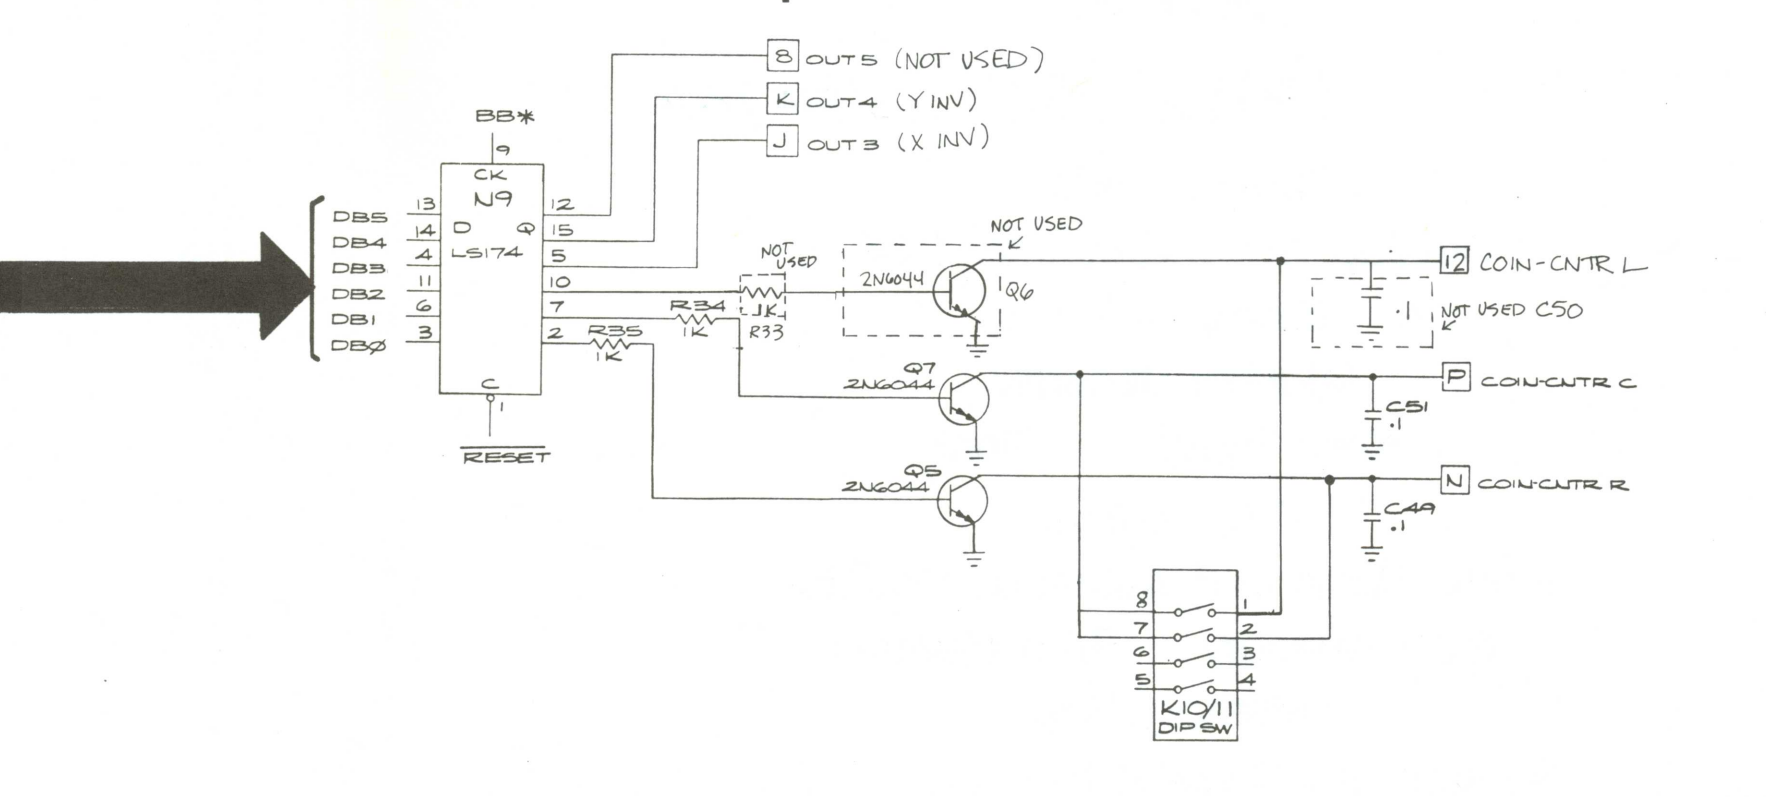 8 OUT5 (NOT USED)
K OUT4 (Y INV)
J OUT3 (X INV)
BB*
9
CK
N9
D Q
LS174
C
1
RESET
DB5 13
DB4 14
DB3 4
DB2 11
DB1 6
DBØ 3
12
15
5
10
7
2
R35
1K
R34
1K
NOT
USED
1K
R33
NOT USED
2N6044
Q6
Q7
2N6044
Q5
2N6044
12 COIN-CNTR L
.1
NOT USED C50
P COIN-CNTR C
C51
.1
N COIN-CNTR R
C49
.1
8 1
7 2
6 3
5 4
K10/11
DIP SW